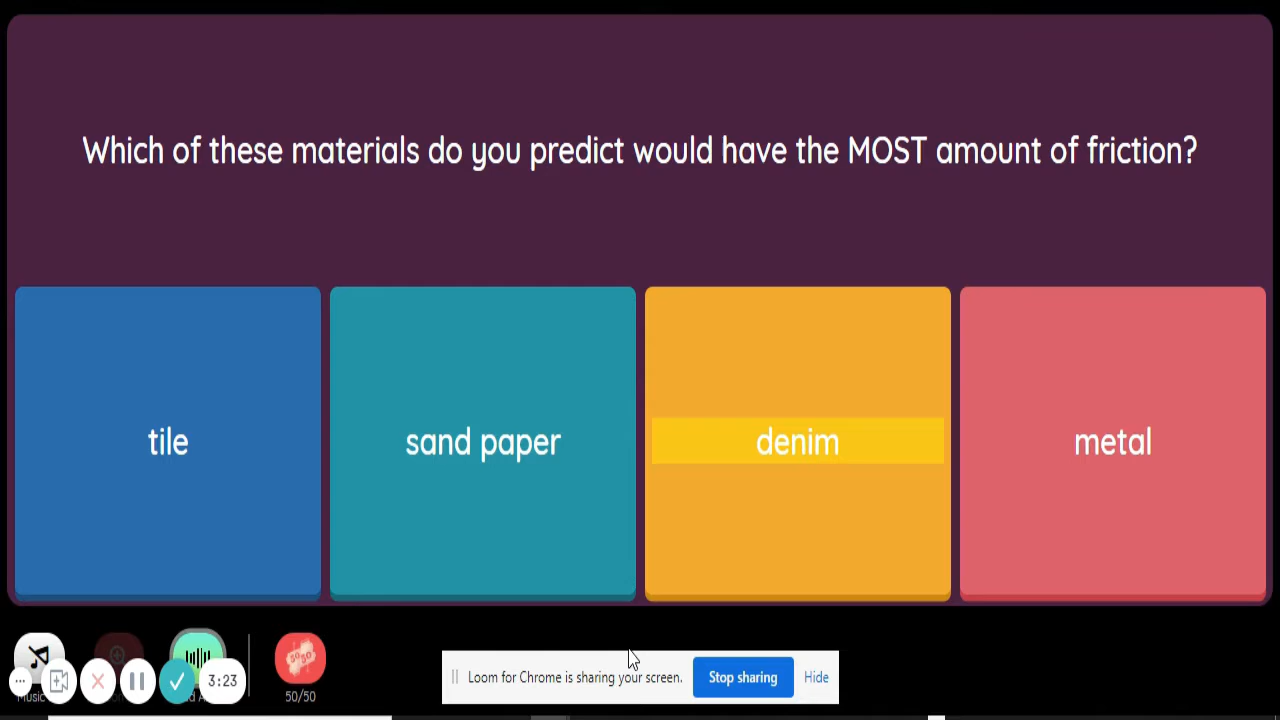 Which of these materials do you predict would have the MOST amount of friction?
tile
sand paper
denim
metal
3:23
Music
50/50
Loom for Chrome is sharing your screen.
Stop sharing
Hide